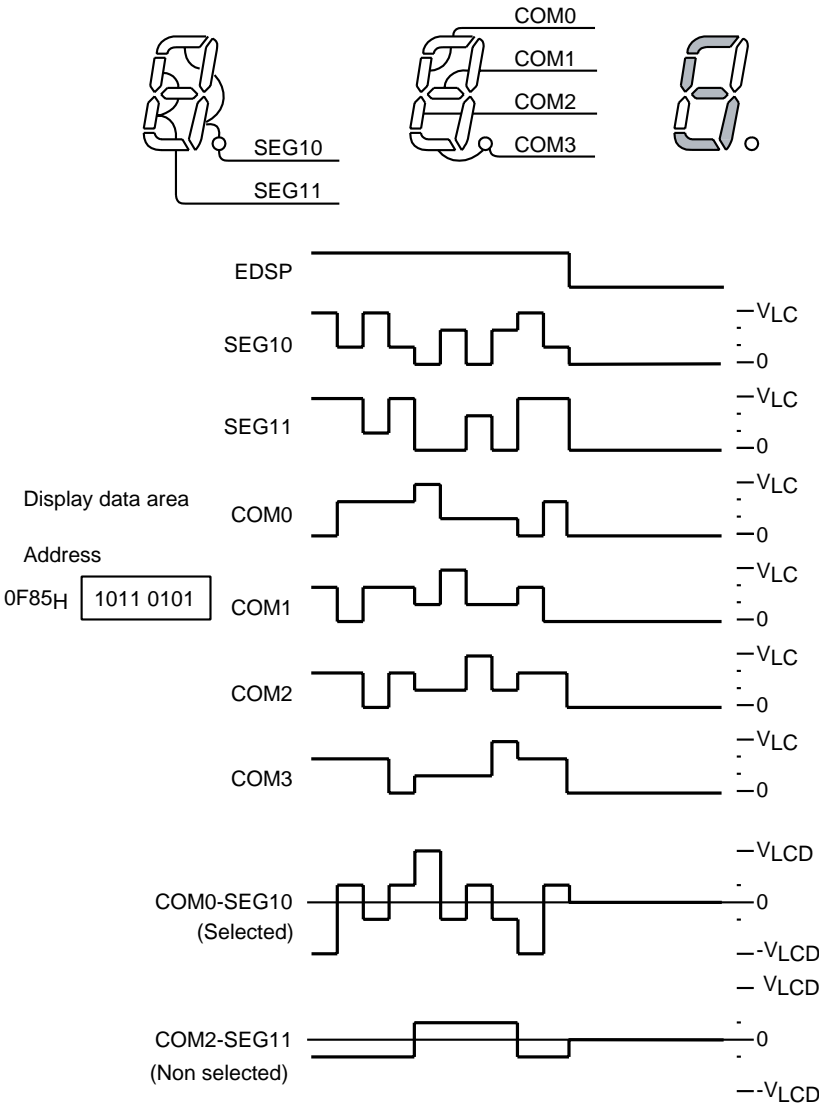 COM0
COM1
COM2
COM3
SEG10
SEG11
EDSP
SEG10
VLC
0
SEG11
VLC
0
Display data area
COM0
VLC
0
Address
0F85H 1011 0101
COM1
VLC
0
COM2
VLC
0
COM3
VLC
0
COM0-SEG10
(Selected)
VLCD
0
-VLCD
VLCD
COM2-SEG11
(Non selected)
0
-VLCD